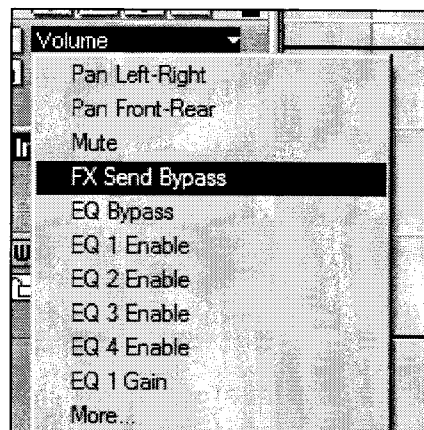 Volume
Pan Left-Right
Pan Front-Rear
Mute
FX Send Bypass
EQ Bypass
EQ 1 Enable
EQ 2 Enable
EQ 3 Enable
EQ 4 Enable
EQ 1 Gain
More...